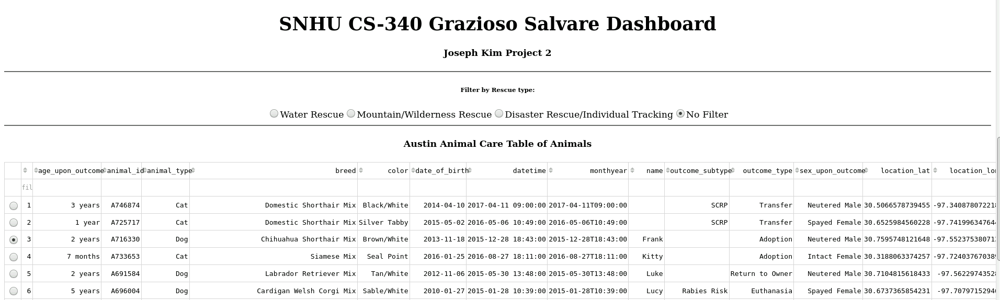 SNHU CS-340 Grazioso Salvare Dashboard
Joseph Kim Project 2
Filter by Rescue type:
Water Rescue Mountain/Wilderness Rescue Disaster Rescue/Individual Tracking No Filter
Austin Animal Care Table of Animals
age_upon_outcome animal_id animal_type breed color date_of_birth datetime monthyear name outcome_subtype outcome_type sex_upon_outcome location_lat location_lon
fil
1 3 years A746874 Cat Domestic Shorthair Mix Black/White 2014-04-10 2017-04-11 09:00:00 2017-04-11T09:00:00 SCRP Transfer Neutered Male 30.5066578739455 -97.340878072218
2 1 year A725717 Cat Domestic Shorthair Mix Silver Tabby 2015-05-02 2016-05-06 10:49:00 2016-05-06T10:49:00 SCRP Transfer Spayed Female 30.6525984560228 -97.741996347644
3 2 years A716330 Dog Chihuahua Shorthair Mix Brown/White 2013-11-18 2015-12-28 18:43:00 2015-12-28T18:43:00 Frank Adoption Neutered Male 30.7595748121648 -97.55237538071
4 7 months A733653 Cat Siamese Mix Seal Point 2016-01-25 2016-08-27 18:11:00 2016-08-27T18:11:00 Kitty Adoption Intact Female 30.3188063374257 -97.72403767038
5 2 years A691584 Dog Labrador Retriever Mix Tan/White 2012-11-06 2015-05-30 13:48:00 2015-05-30T13:48:00 Luke Return to Owner Neutered Male 30.7104815618433 -97.56229743528
6 5 years A696004 Dog Cardigan Welsh Corgi Mix Sable/White 2010-01-27 2015-01-28 10:39:00 2015-01-28T10:39:00 Lucy Rabies Risk Euthanasia Spayed Female 30.6737365854231 -97.7079715294